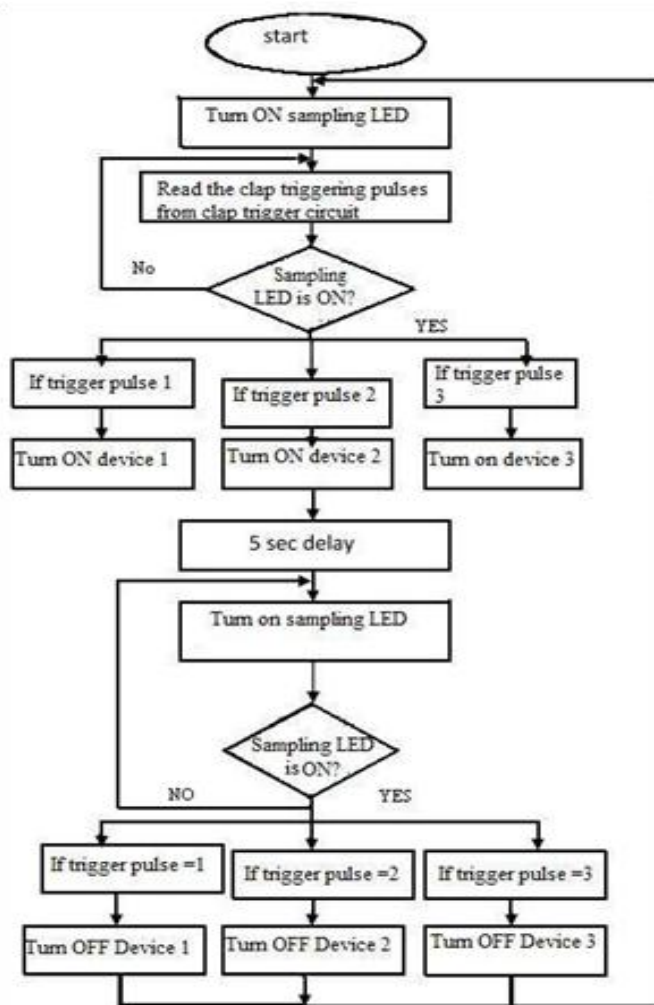 start
Turn ON sampling LED
Read the clap triggering pulses
from clap trigger circuit
No
Sampling
LED is ON?
YES
If trigger pulse 1
If trigger pulse 2
If trigger pulse
3
Turn ON device 1
Turn ON device 2
Turn on device 3
5 sec delay
Turn on sampling LED
Sampling LED
is ON?
NO
YES
If trigger pulse =1
If trigger pulse =2
If trigger pulse =3
Turn OFF Device 1
Turn OFF Device 2
Turn OFF Device 3